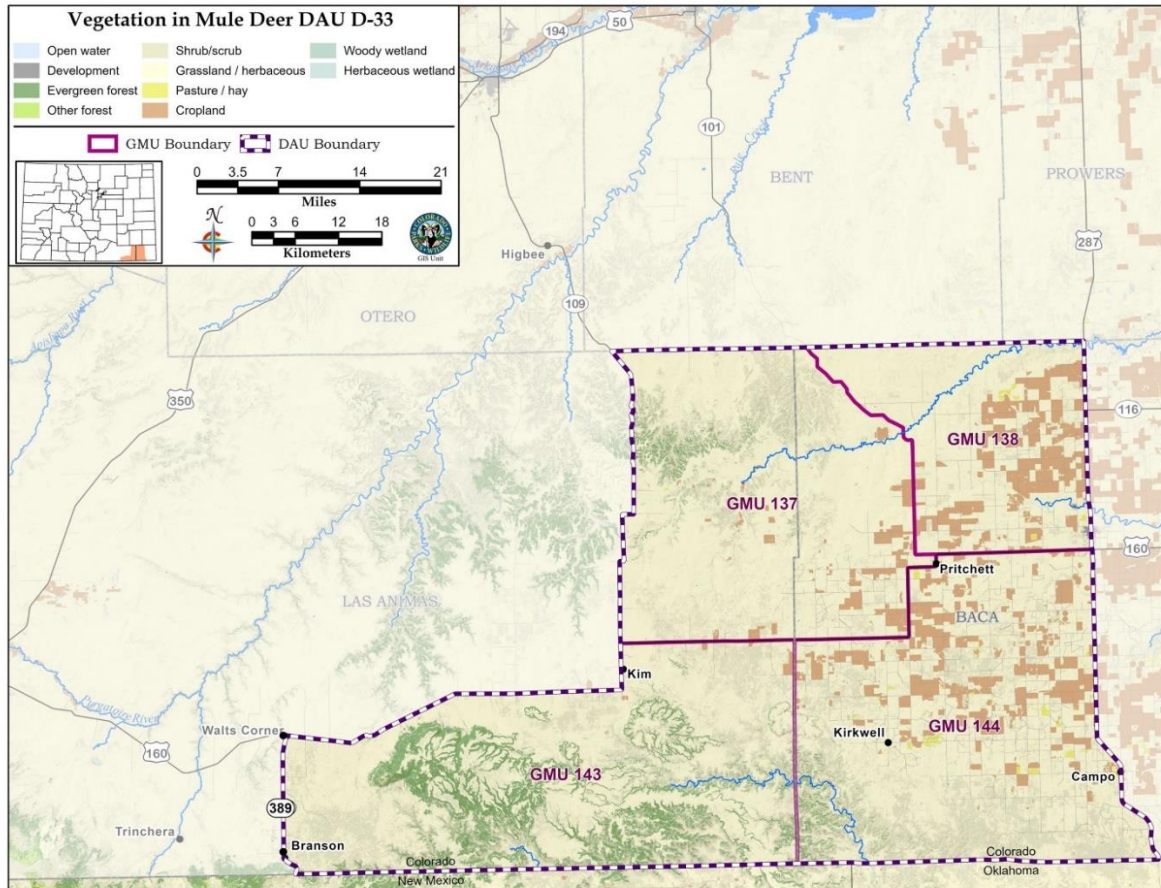 Vegetation in Mule Deer DAU D-33
Open water
Development
Evergreen forest
Other forest
Shrub/scrub
Grassland / herbaceous
Pasture / hay
Cropland
Woody wetland
Herbaceous wetland
GMU Boundary
DAU Boundary
0 3.5 7 14 21
Miles
N
0 3 6 12 18
Kilometers
GIS Unit
50
194
101
BENT
PROWERS
287
Higbee
109
OTERO
Apishapa River
350
116
GMU 138
GMU 137
160
Pritchett
LAS ANIMAS
BACA
Kim
Purgatoire River
Walts Corner
160
Kirkwell
GMU 144
GMU 143
Campo
389
Trinchera
Branson
Colorado
New Mexico
Colorado
Oklahoma